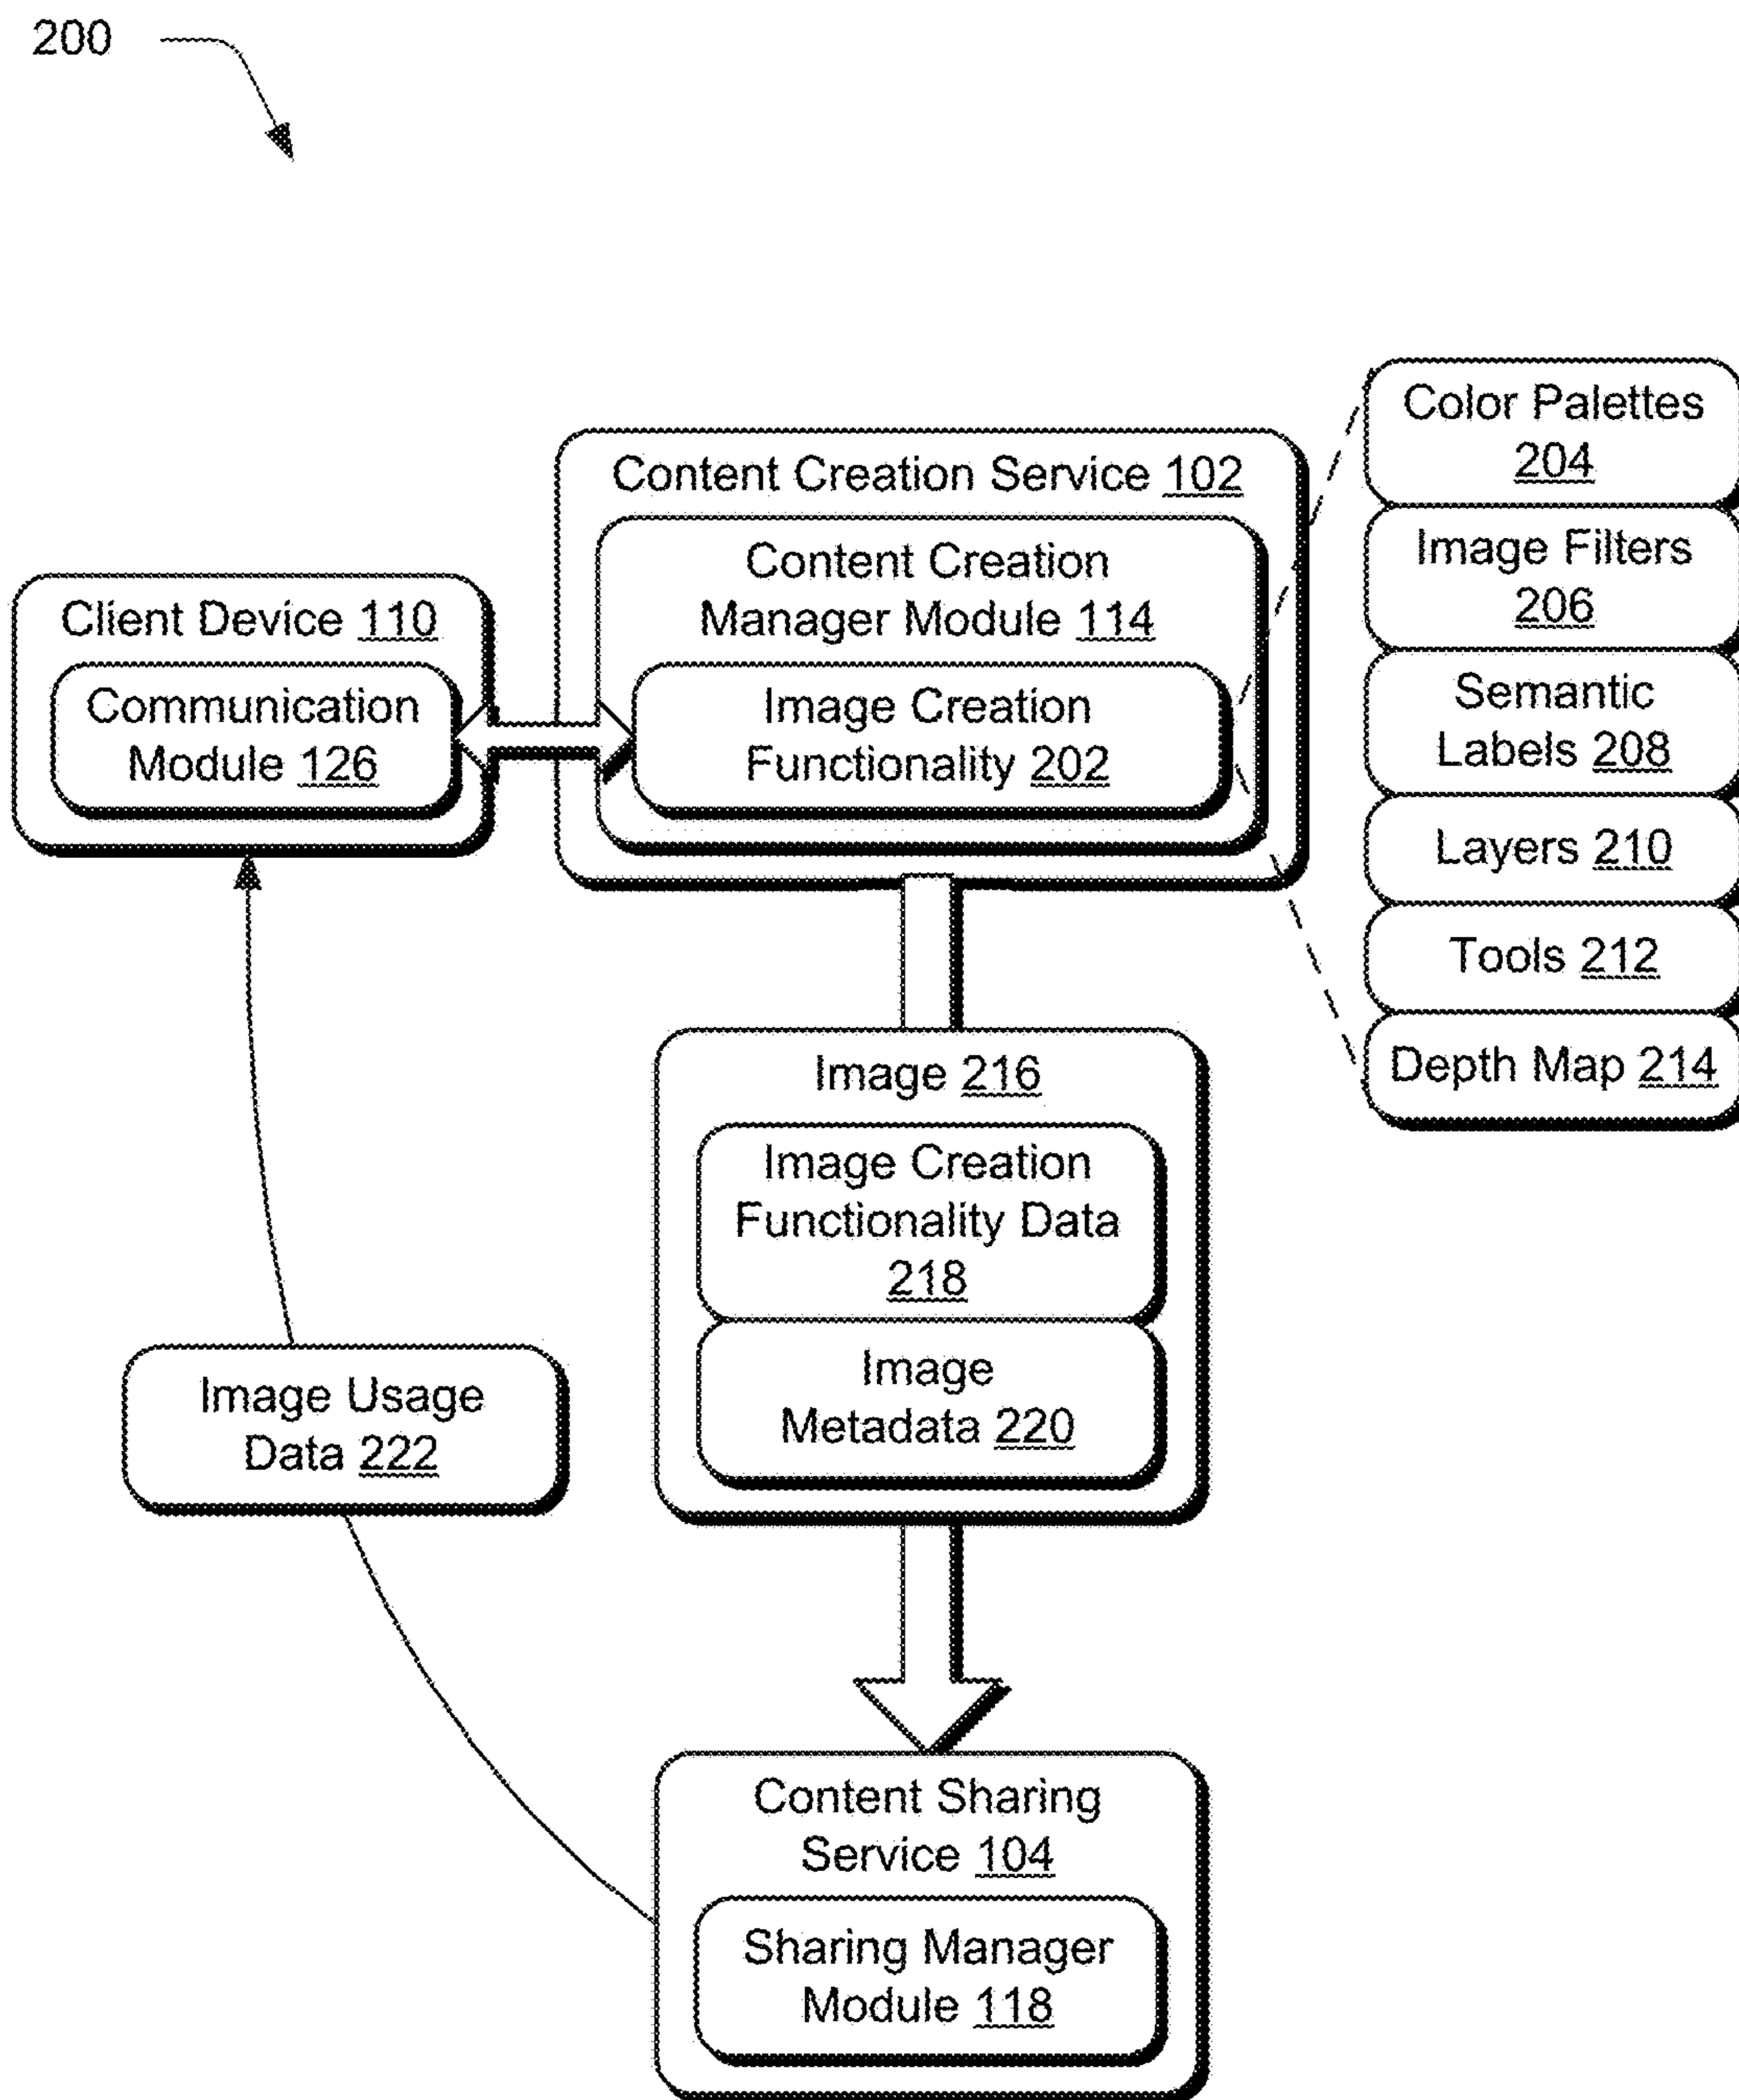 200
Color Palettes
204
Image Filters
206
Semantic
Labels 208
Layers 210
Tools 212
Depth Map 214
Content Creation Service 102
Content Creation
Manager Module 114
Image Creation
Functionality 202
Client Device 110
Communication
Module 126
Image 216
Image Creation
Functionality Data
218
Image
Metadata 220
Image Usage
Data 222
Content Sharing
Service 104
Sharing Manager
Module 118